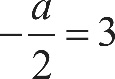 −a/2 = 3